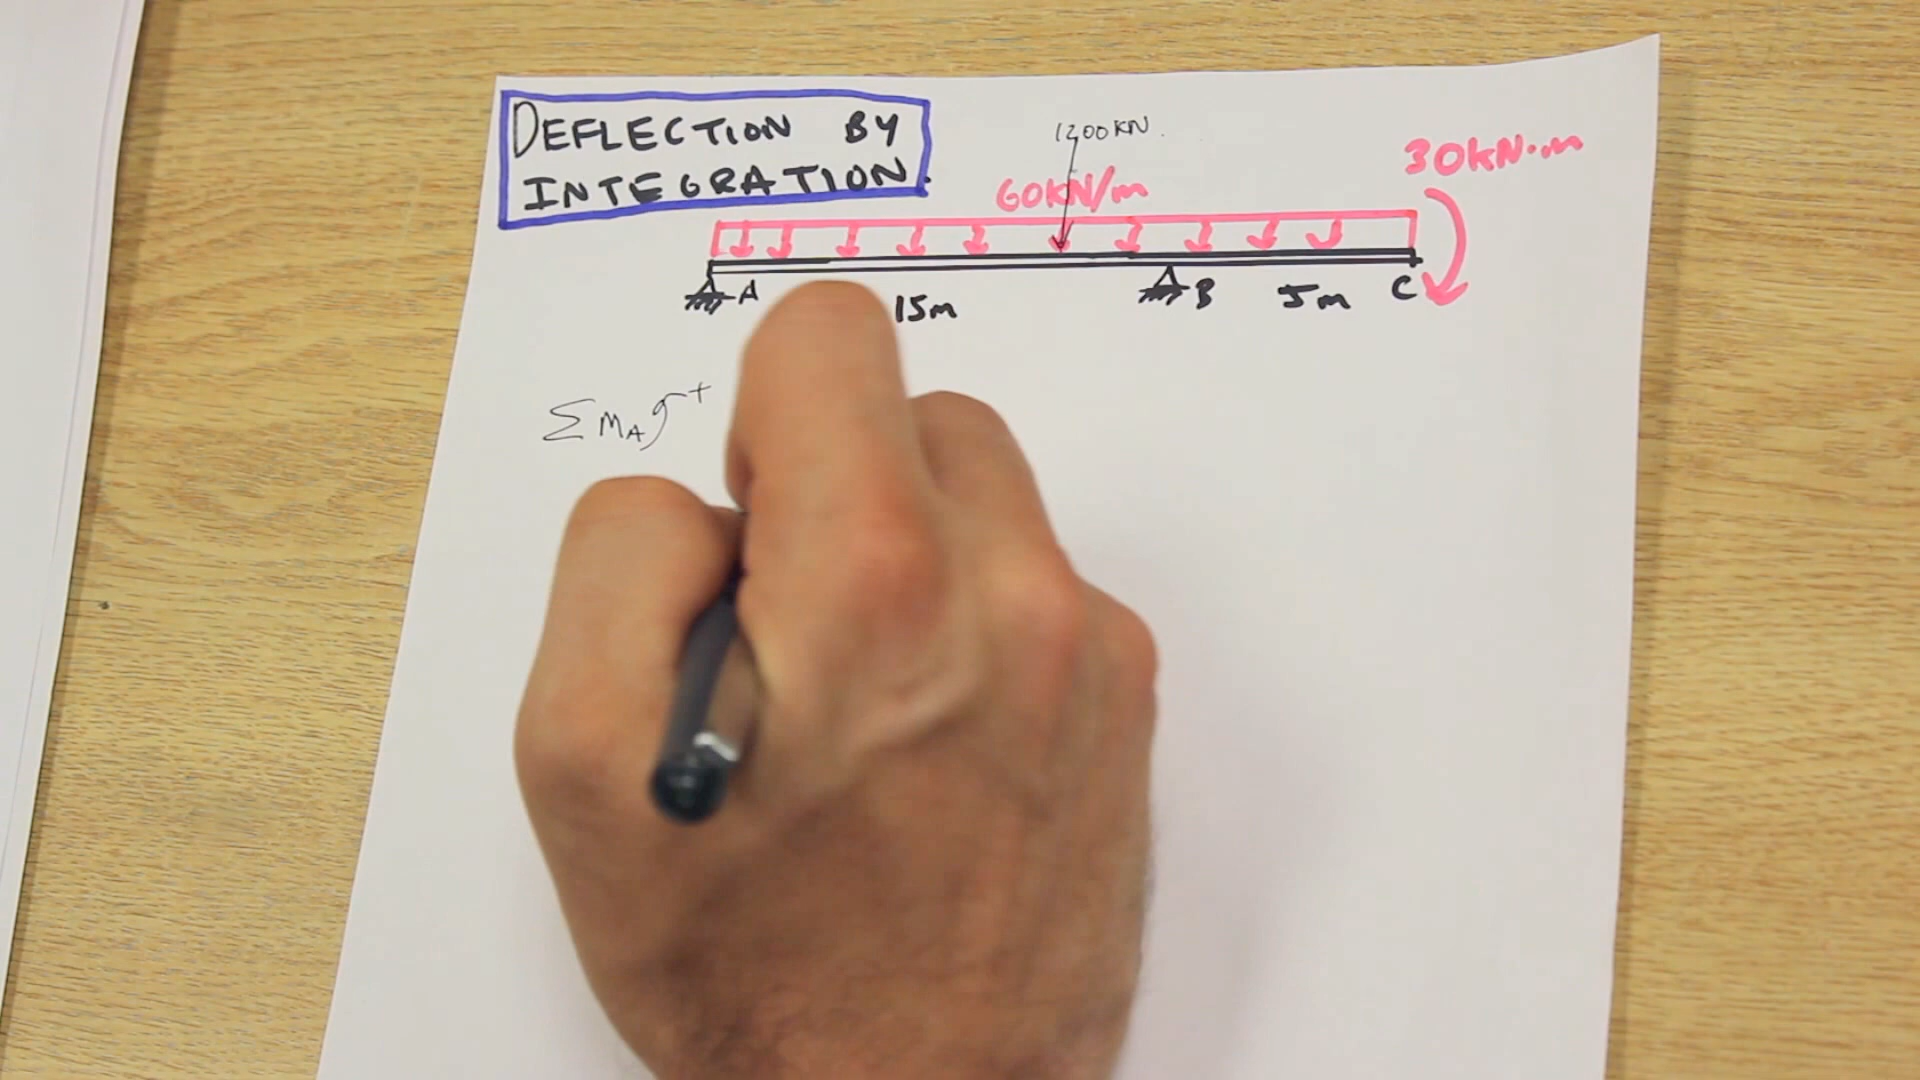 DEFLECTION BY
INTEGRATION.
1200KN.
60KN/m
30KN·m
A
15m
B
5m
C
ΣMA+